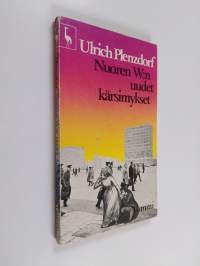 Ulrich Plenzdorf
Nuoren W:n
uudet
kärsimykset